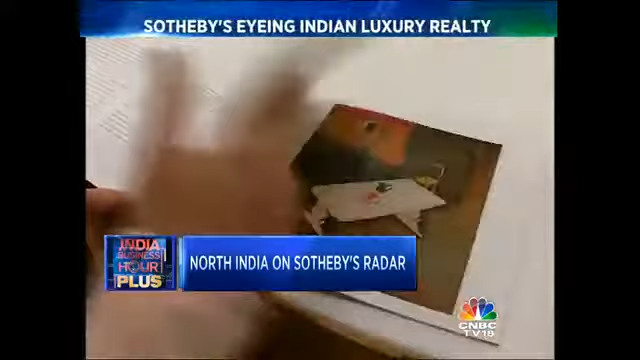 SOTHEBY'S EYEING INDIAN LUXURY REALTY
INDIA
BUSINESS
HOUR
PLUS
NORTH INDIA ON SOTHEBY'S RADAR
CNBC
TV18